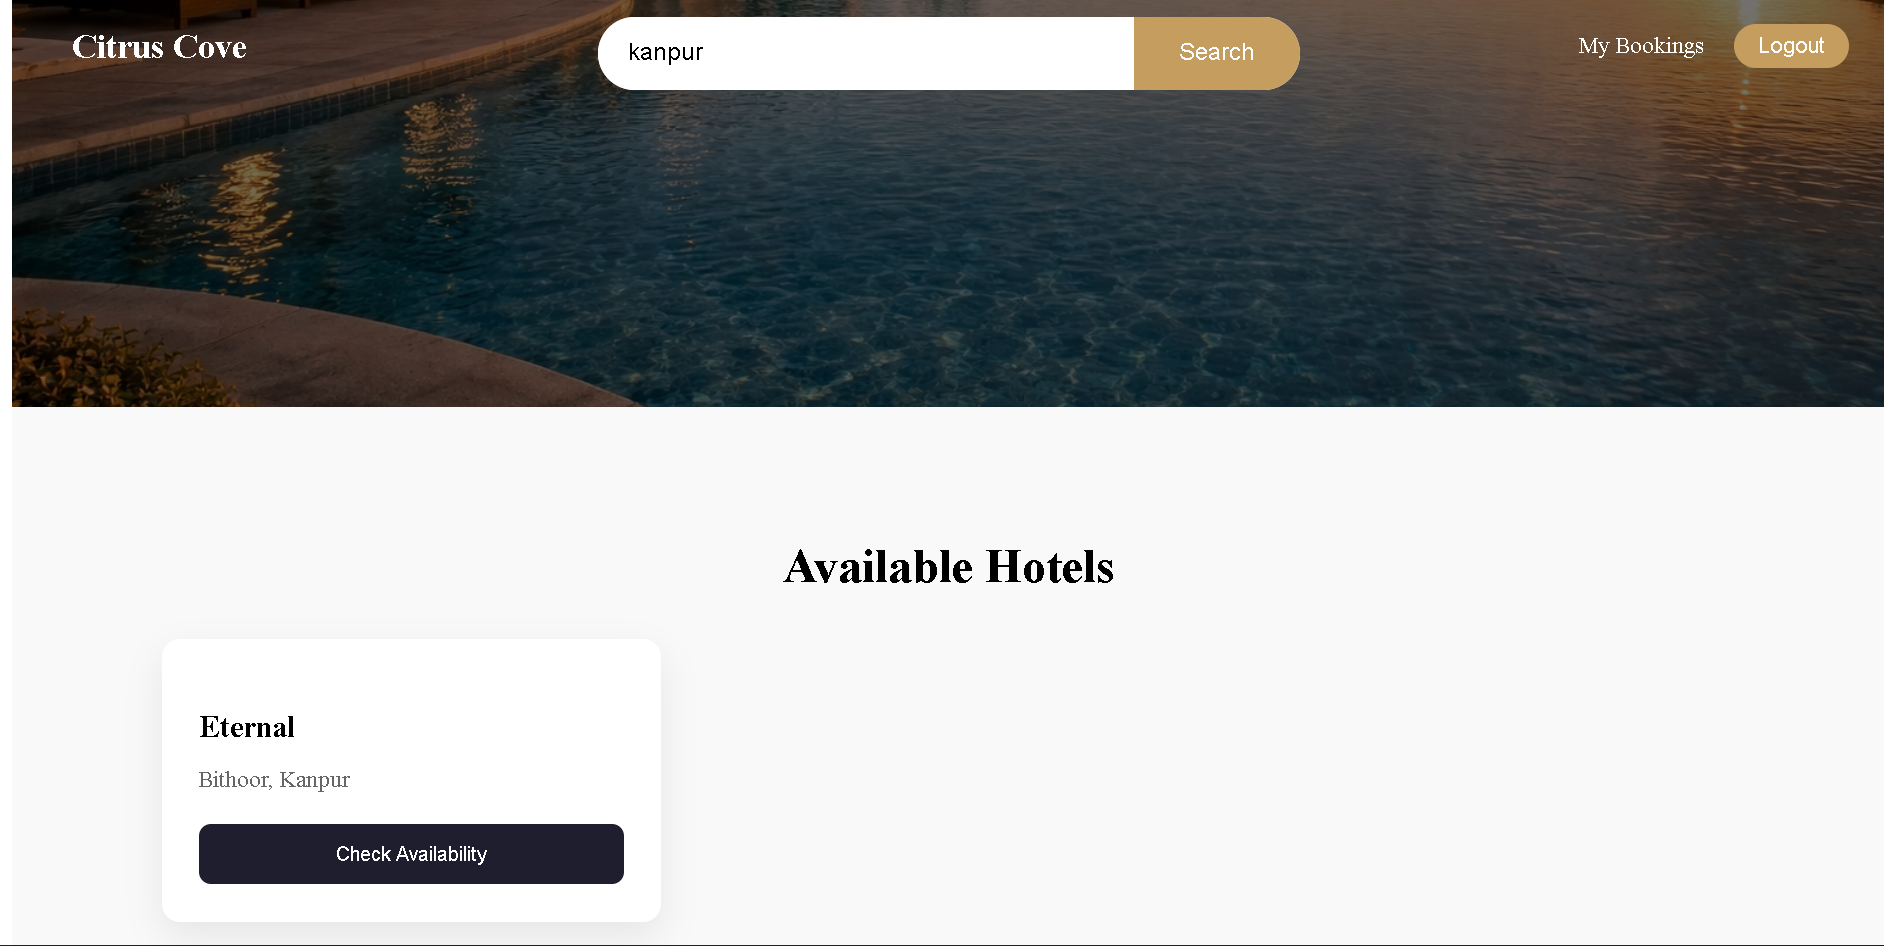 Citrus Cove
kanpur
Search
My Bookings
Logout
Available Hotels
Eternal
Bithoor, Kanpur
Check Availability